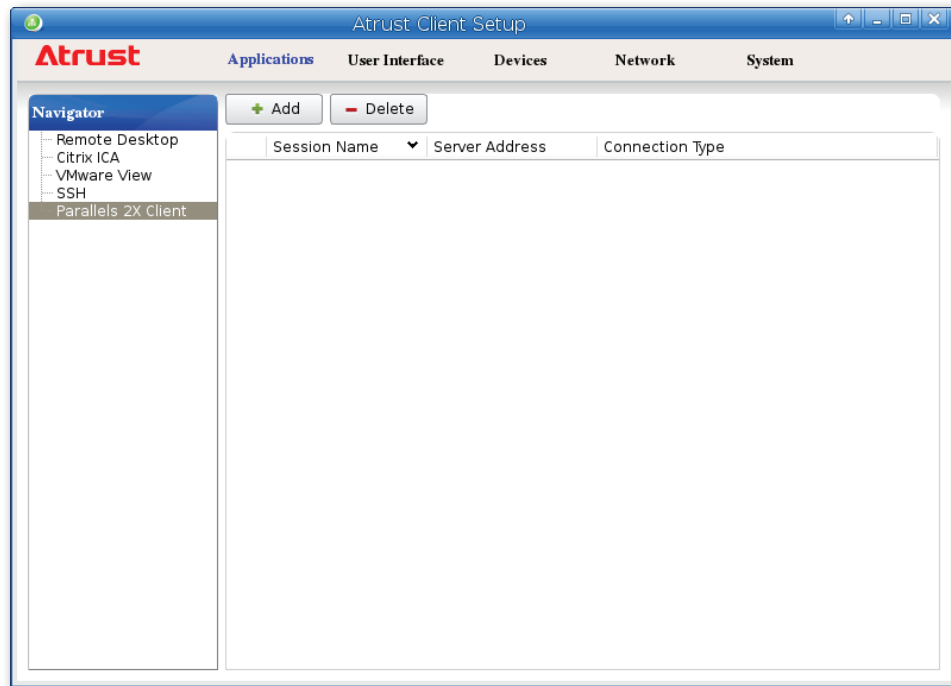 Atrust Client Setup
Atrust
Applications User Interface Devices Network System
Navigator
Remote Desktop
Citrix ICA
VMware View
SSH
Parallels 2X Client
Add Delete
Session Name Server Address Connection Type